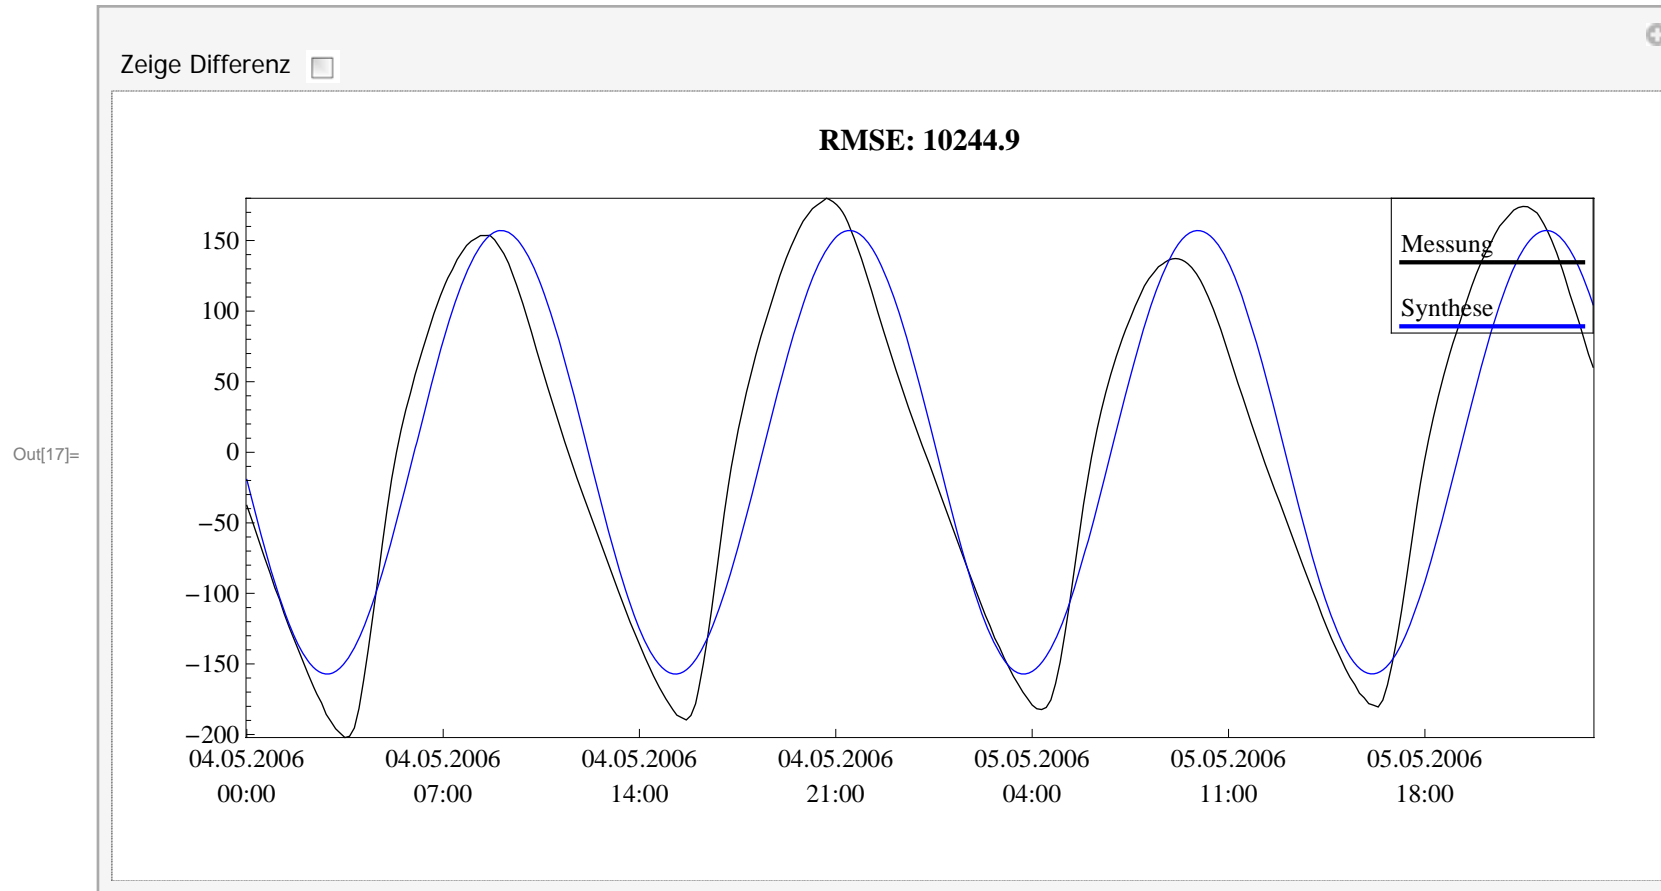 Zeige Differenz
RMSE: 10244.9
Messung
Synthese
150
100
50
0
−50
−100
−150
−200
Out[17]=
04.05.2006 04.05.2006 04.05.2006 04.05.2006 05.05.2006 05.05.2006 05.05.2006
00:00 07:00 14:00 21:00 04:00 11:00 18:00